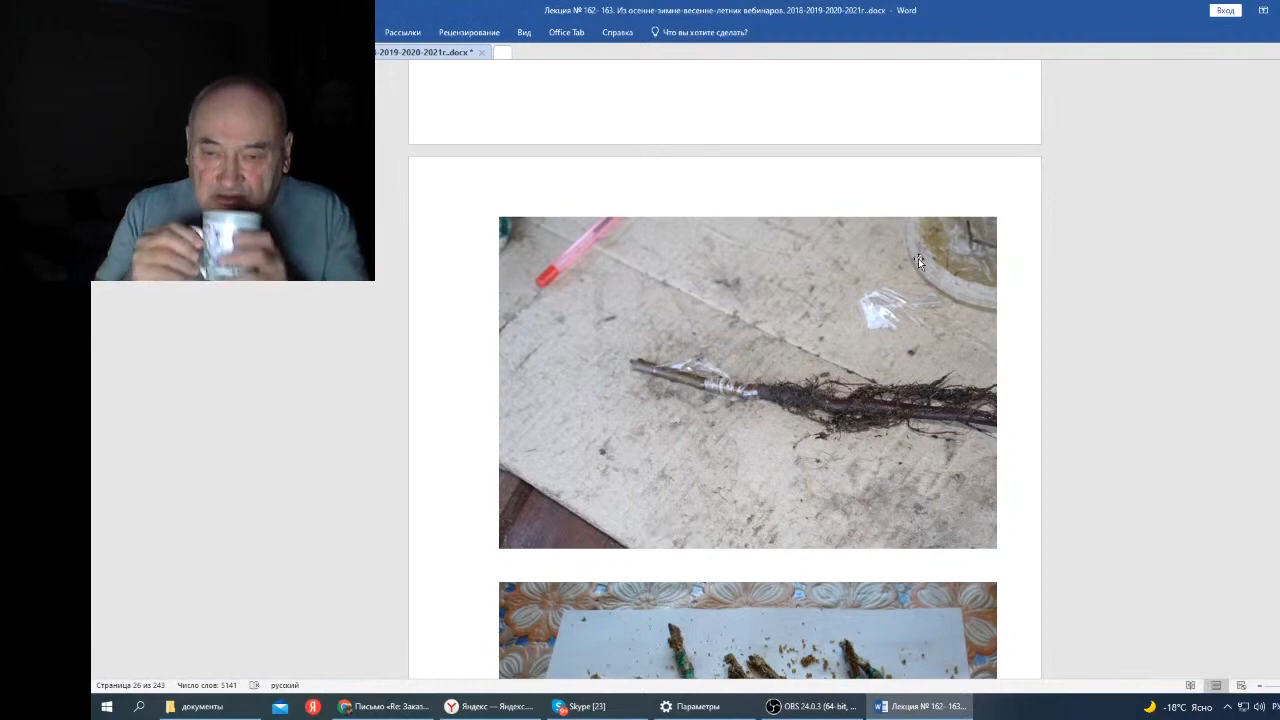 Лекция № 162- 163. Из осенне-зимне-весенне-летних вебинаров. 2018-2019-2020-2021г..docx - Word
Вход
Рассылки Рецензирование Вид Office Tab Справка Что вы хотите сделать?
-2019-2020-2021г..docx *
Страница 26 из 243 Число слов: 5141 русский
документы Письмо «Re: Заказ... Яндекс — Яндекс.... Skype [23] Параметры OBS 24.0.3 (64-bit, ... Лекция № 162- 163... -18°C Ясно